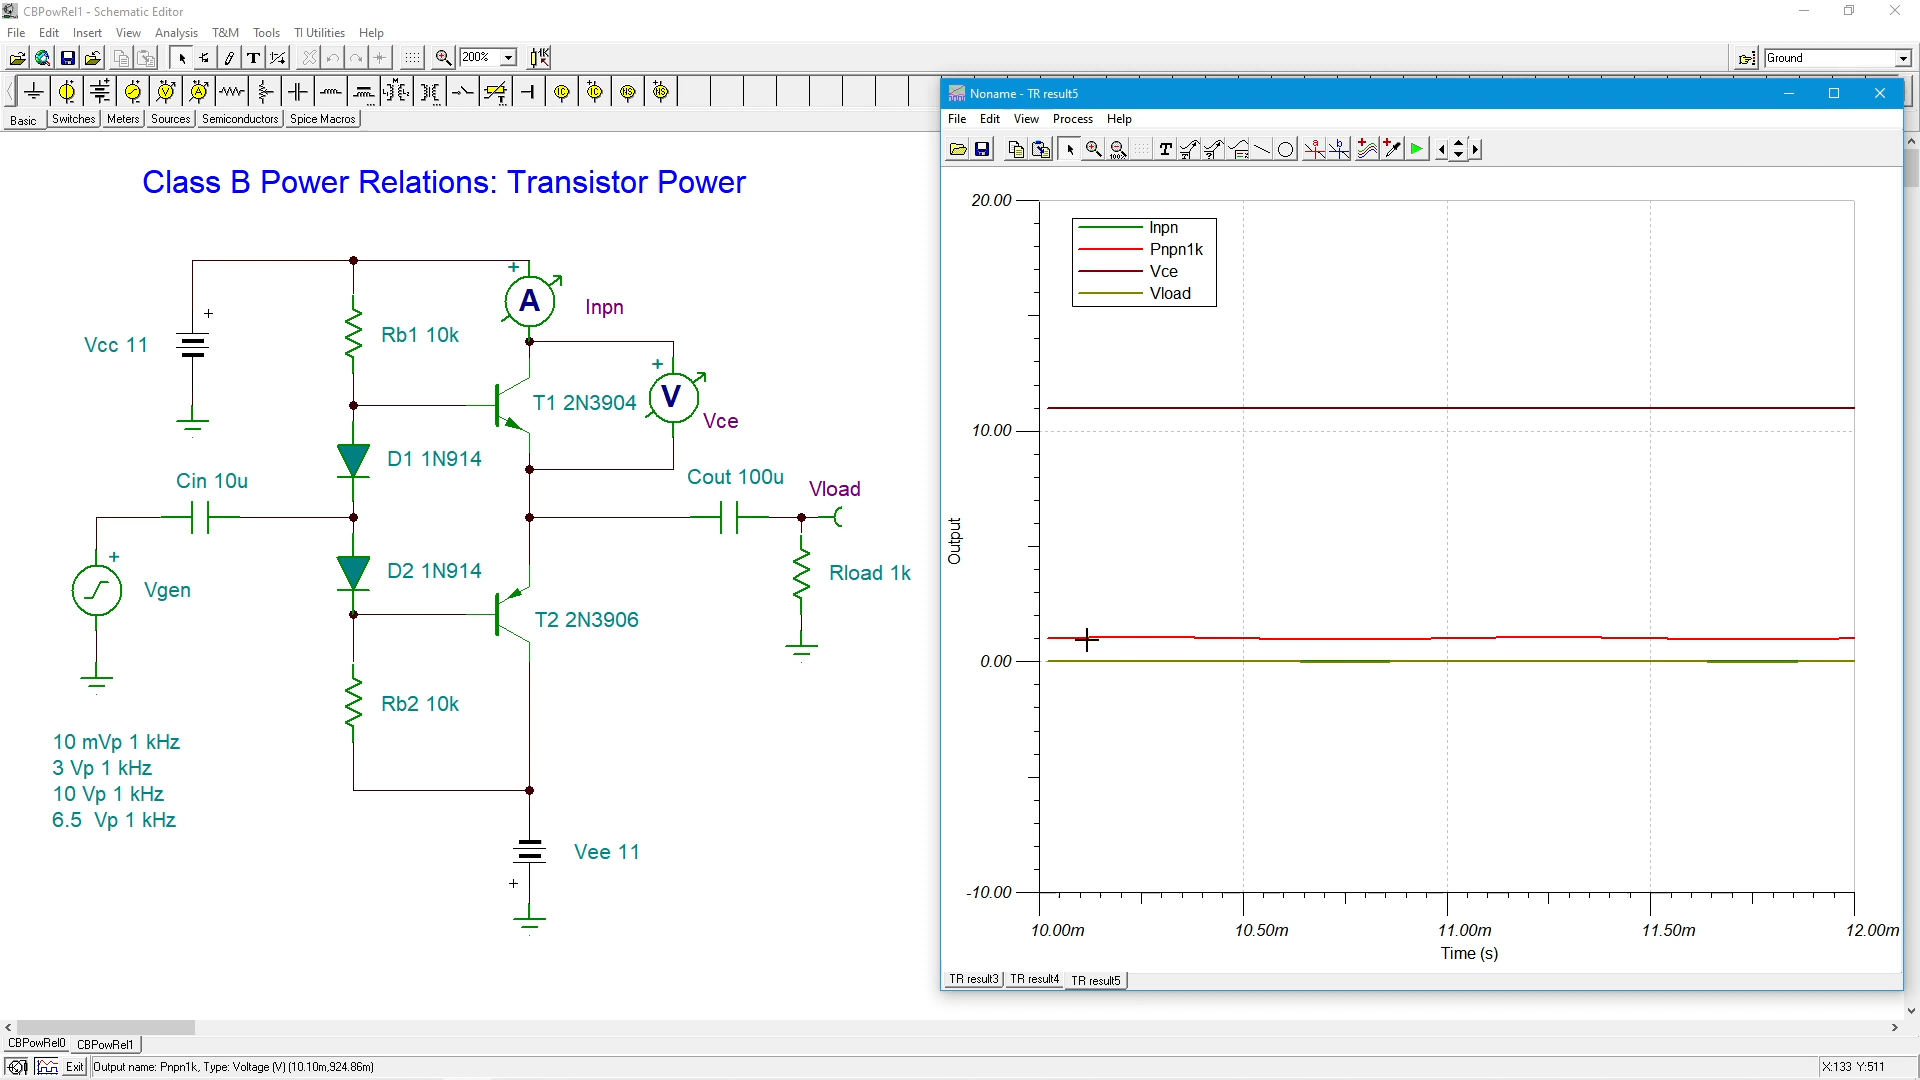 CBPowRel1 - Schematic Editor
File Edit Insert View Analysis T&M Tools TI Utilities Help
200%
Ground
Basic Switches Meters Sources Semiconductors Spice Macros
Class B Power Relations: Transistor Power
Vcc 11
Rb1 10k
A
Inpn
T1 2N3904
V
Vce
D1 1N914
Cin 10u
Cout 100u
Vload
D2 1N914
Vgen
T2 2N3906
Rload 1k
Rb2 10k
10 mVp 1 kHz
3 Vp 1 kHz
10 Vp 1 kHz
6.5 Vp 1 kHz
Vee 11
Noname - TR result5
File Edit View Process Help
20.00
Inpn
Pnpn1k
Vce
Vload
10.00
Output
0.00
-10.00
10.00m 10.50m 11.00m 11.50m 12.00m
Time (s)
TR result3 TR result4 TR result5
CBPowRel0 CBPowRel1
Exit Output name: Pnpn1k, Type: Voltage (V) (10.10m,924.86m) X:133 Y:511